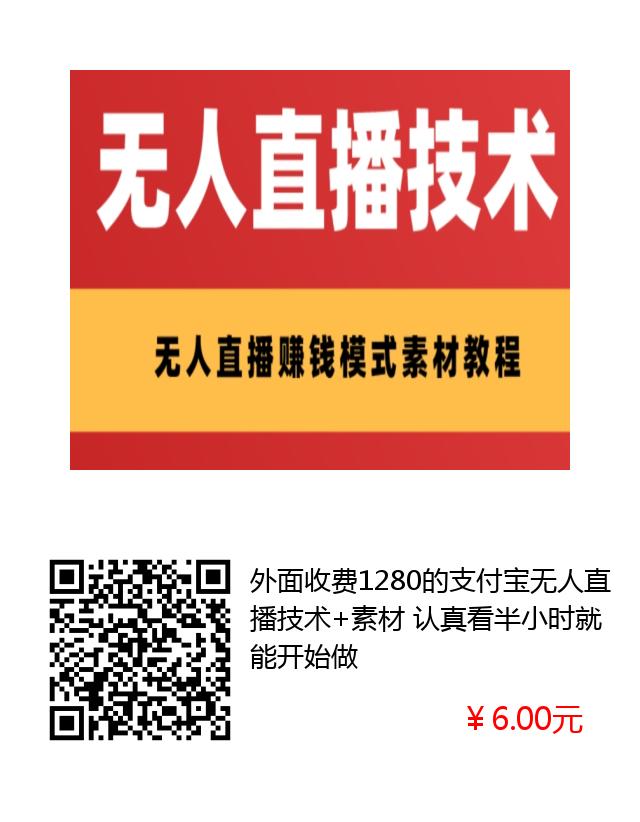 无人直播技术
无人直播赚钱模式素材教程
外面收费1280的支付宝无人直
播技术+素材 认真看半小时就
能开始做
¥6.00元